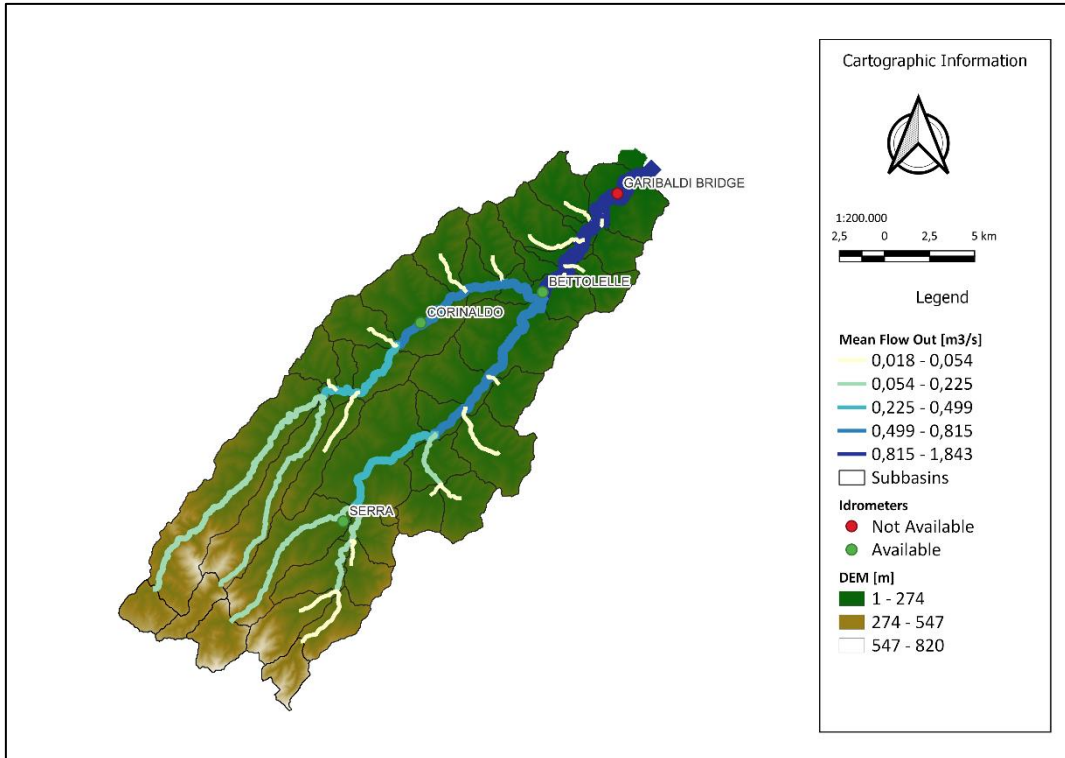 GARIBALDI BRIDGE
BETTOLELLE
CORINALDO
SERRA
Cartographic Information
1:200.000
2,5 0 2,5 5 km
Legend
Mean Flow Out [m3/s]
0,018 - 0,054
0,054 - 0,225
0,225 - 0,499
0,499 - 0,815
0,815 - 1,843
Subbasins
Idrometers
Not Available
Available
DEM [m]
1 - 274
274 - 547
547 - 820